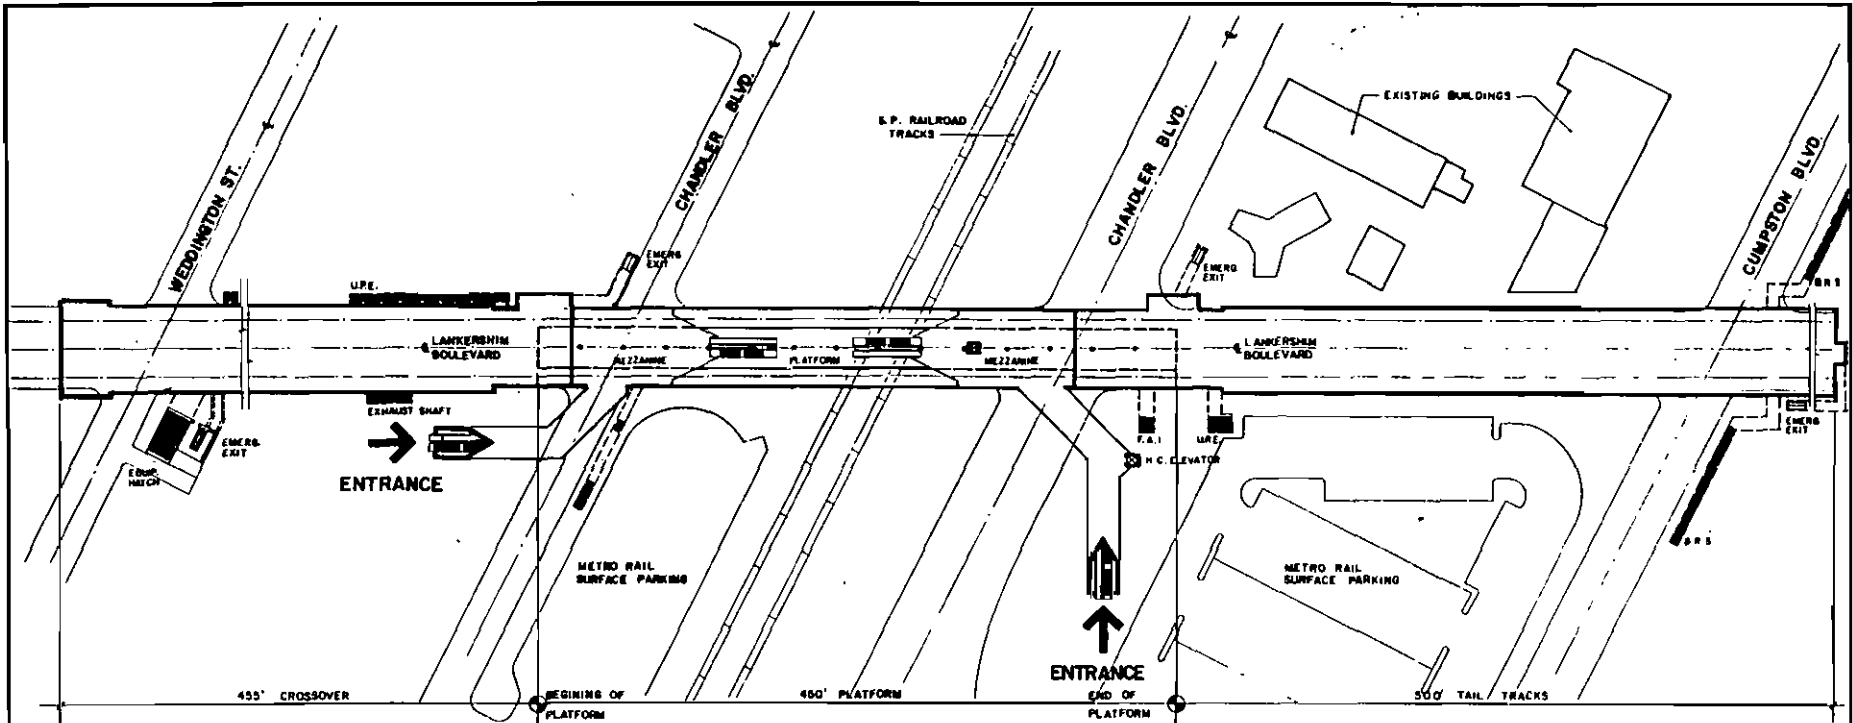 EXISTING BUILDINGS
S.P. RAILROAD
TRACKS
WEDDINGTON ST.
CHANDLER BLVD.
CHANDLER BLVD.
CUMPSTON BLVD.
EMERG
EXIT
EMERG
EXIT
U.P.E.
LANKERSHIM
BOULEVARD
MEZZANINE
PLATFORM
MEZZANINE
LANKERSHIM
BOULEVARD
EXHAUST SHAFT
EMERG.
EXIT
EQUIP.
HATCH
ENTRANCE
F.A.I
U.P.E.
H.C. ELEVATOR
EMERG
EXIT
METRO RAIL
SURFACE PARKING
METRO RAIL
SURFACE PARKING
ENTRANCE
455' CROSSOVER
BEGINING OF
PLATFORM
460' PLATFORM
END OF
PLATFORM
500' TAIL TRACKS